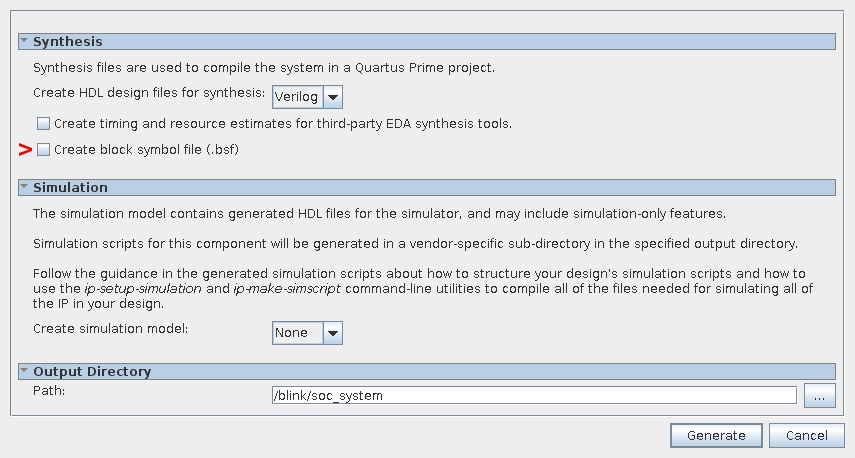 Synthesis
Synthesis files are used to compile the system in a Quartus Prime project.
Create HDL design files for synthesis: Verilog
Create timing and resource estimates for third-party EDA synthesis tools.
> Create block symbol file (.bsf)
Simulation
The simulation model contains generated HDL files for the simulator, and may include simulation-only features.
Simulation scripts for this component will be generated in a vendor-specific sub-directory in the specified output directory.
Follow the guidance in the generated simulation scripts about how to structure your design's simulation scripts and how to
use the ip-setup-simulation and ip-make-simscript command-line utilities to compile all of the files needed for simulating all of
the IP in your design.
Create simulation model: None
Output Directory
Path: /blink/soc_system ...
Generate Cancel